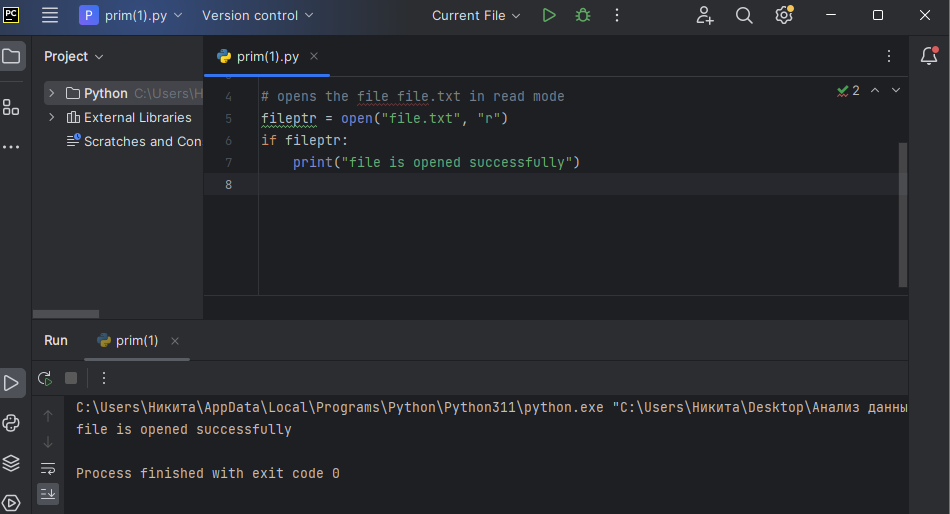 PC
P prim(1).py Version control Current File
Project
prim(1).py
Python C:\Users\Н
External Libraries
Scratches and Con
4 # opens the file file.txt in read mode
2
5 fileptr = open("file.txt", "r")
6 if fileptr:
7 print("file is opened successfully")
8
Run prim(1)
C:\Users\Никита\AppData\Local\Programs\Python\Python311\python.exe "C:\Users\Никита\Desktop\Анализ данны
file is opened successfully
Process finished with exit code 0